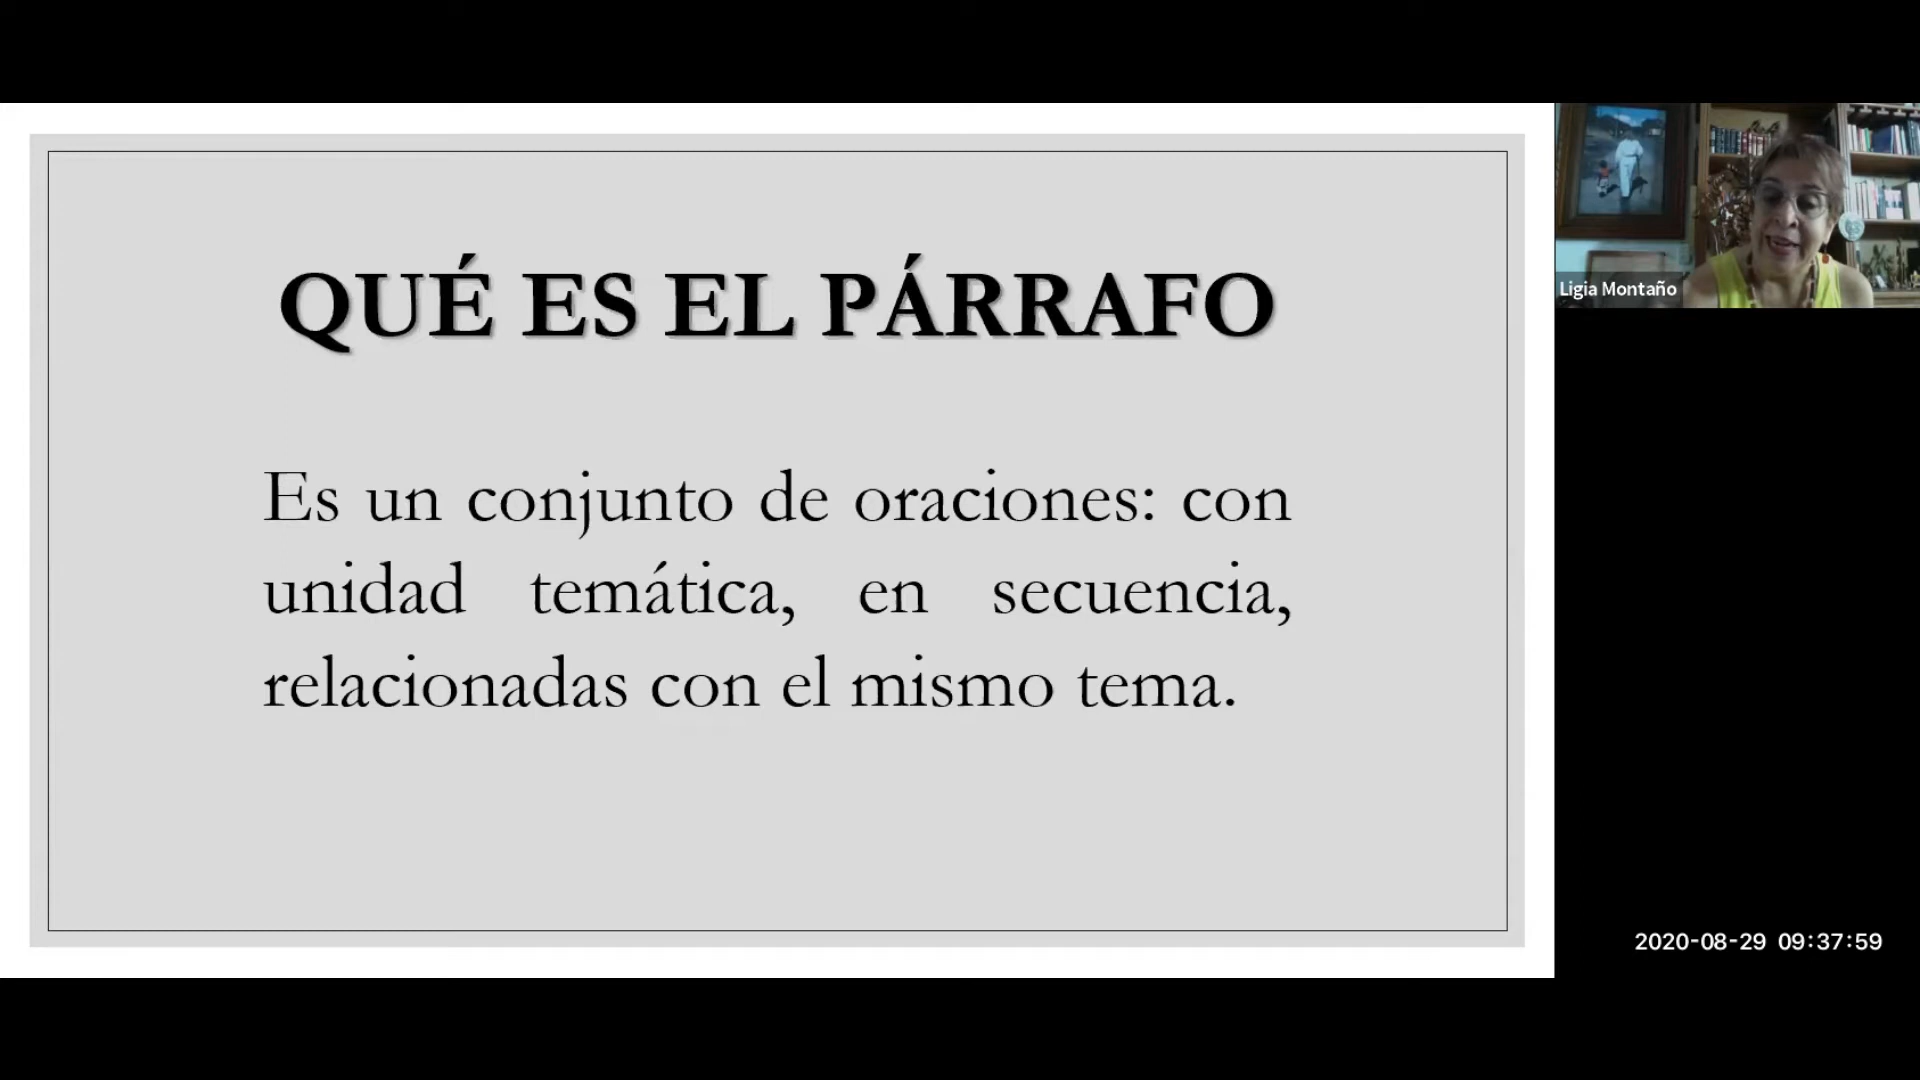 QUÉ ES EL PÁRRAFO
Es un conjunto de oraciones: con
unidad temática, en secuencia,
relacionadas con el mismo tema.
Ligia Montaño
2020-08-29 09:37:59